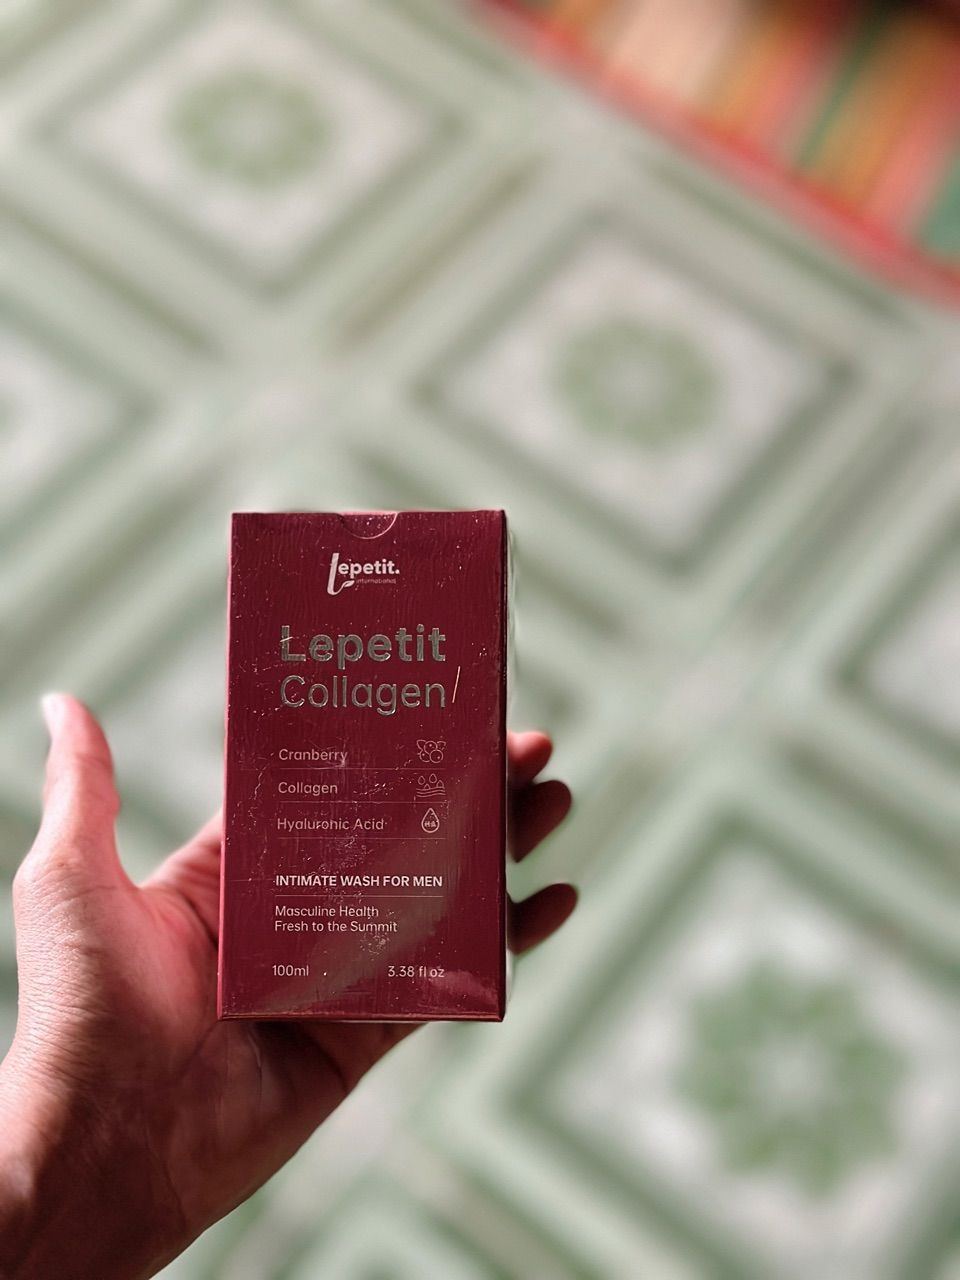 lepetit.
international
Lepetit
Collagen
Cranberry
Collagen
Hyaluronic Acid
INTIMATE WASH FOR MEN
Masculine Health
Fresh to the Summit
100ml
3.38 fl oz